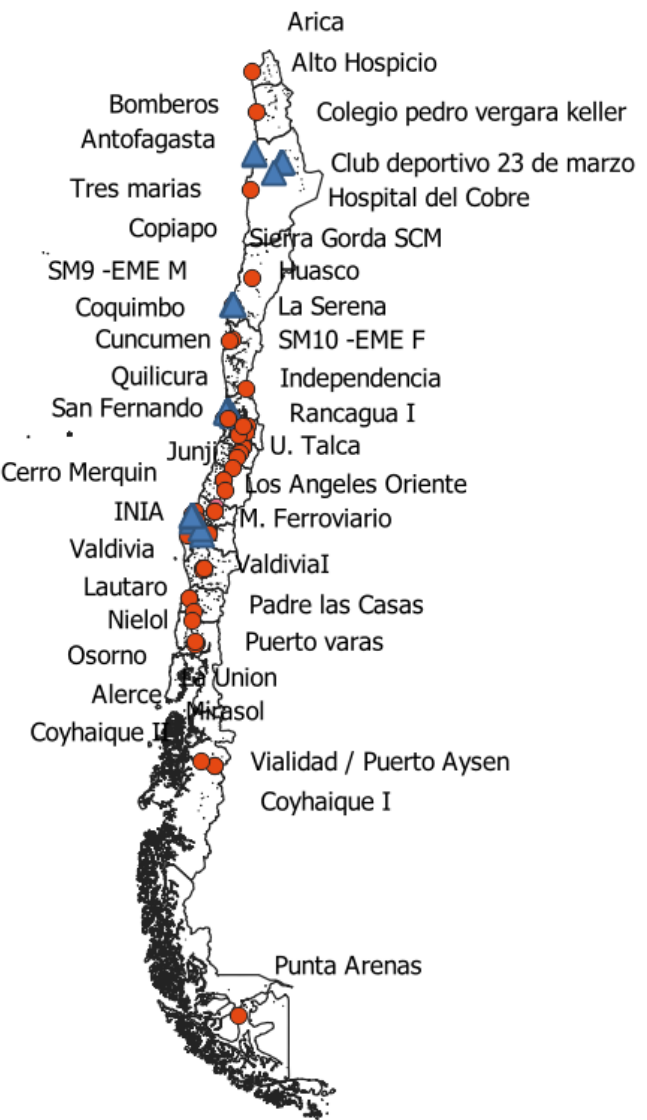 Arica
Alto Hospicio
Bomberos
Colegio pedro vergara keller
Antofagasta
Club deportivo 23 de marzo
Tres marias
Hospital del Cobre
Copiapo
Sierra Gorda SCM
SM9 -EME M
Huasco
Coquimbo
La Serena
Cuncumen
SM10 -EME F
Quilicura
Independencia
San Fernando
Rancagua I
Junji
U. Talca
Cerro Merquin
Los Angeles Oriente
INIA
M. Ferroviario
Valdivia
ValdiviaI
Lautaro
Padre las Casas
Nielol
Puerto varas
Osorno
La Union
Alerce
Mirasol
Coyhaique II
Vialidad / Puerto Aysen
Coyhaique I
Punta Arenas